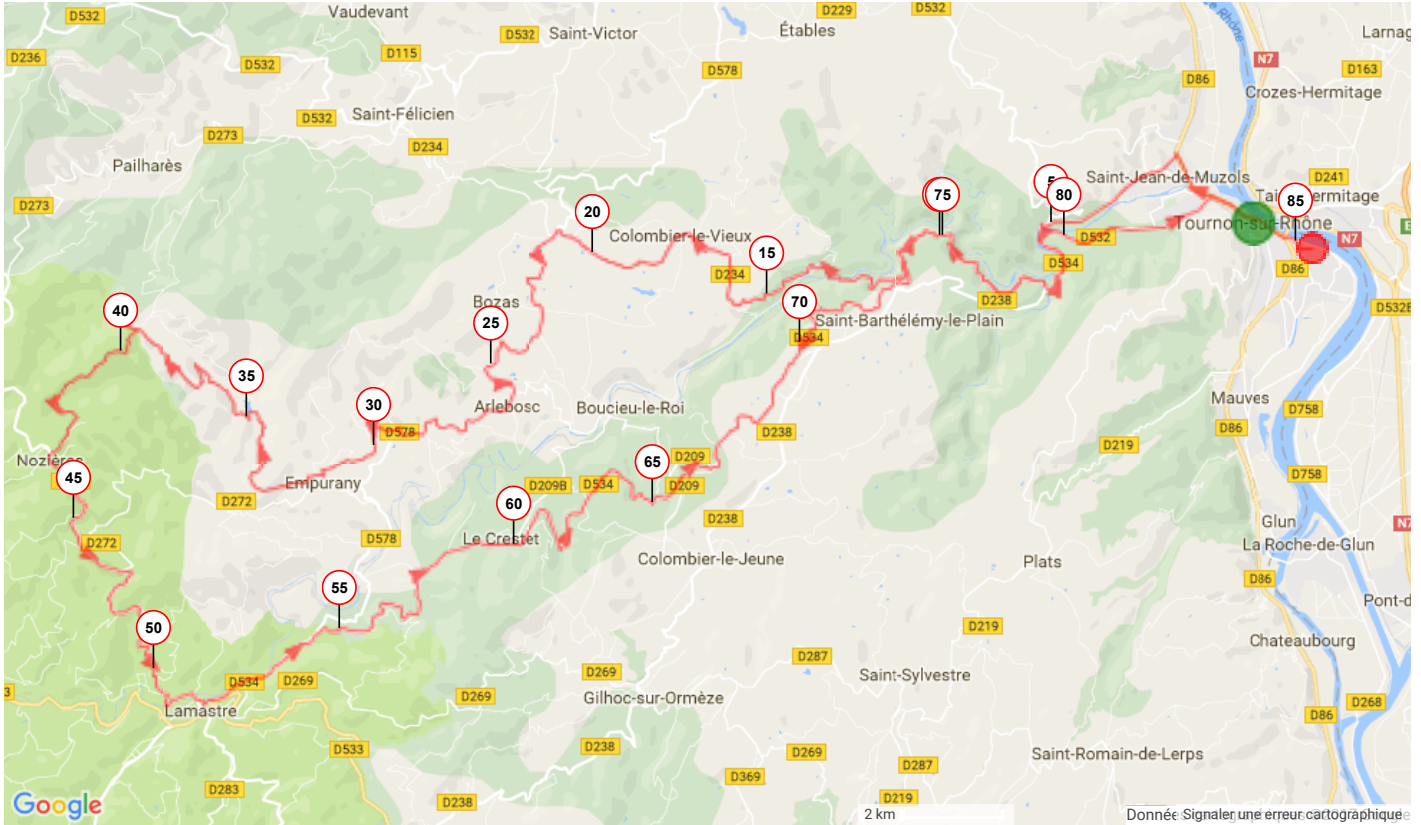 D532
Vaudevant
D229
D532
Saint-Victor
Étables
Larnag
D236
D532
D115
D532
D578
D86
N7
D163
Crozes-Hermitage
Saint-Félicien
D532
D273
D234
Pailharès
D273
75
5
80
Saint-Jean-de-Muzols
D241
85
20
Colombier-le-Vieux
D532
Tournon-sur-Rhône
N7
15
D234
D534
D86
40
Bozas
25
70
D238
Saint-Barthélémy-le-Plain
D534
D532B
35
Arlebosc
Boucieu-le-Roi
Mauves
D758
30
D578
D238
D86
D219
Nozières
45
Empurany
D272
65
D209
D209B
D534
D209
D758
60
D238
Glun
N7
D272
D578
Le Crestet
Colombier-le-Jeune
La Roche-de-Glun
Plats
55
D86
Pont-d
50
D219
Chateaubourg
D287
D534
D269
D269
D269
Saint-Sylvestre
3
Lamastre
Gilhoc-sur-Ormèze
D268
D86
D533
D238
D269
Saint-Romain-de-Lerps
D287
D369
D283
D238
D219
Google
2 km
Signaler une erreur cartographique